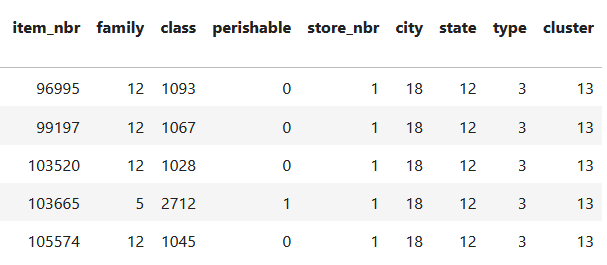 item_nbr family class perishable store_nbr city state type cluster
96995 12 1093 0 1 18 12 3 13
99197 12 1067 0 1 18 12 3 13
103520 12 1028 0 1 18 12 3 13
103665 5 2712 1 1 18 12 3 13
105574 12 1045 0 1 18 12 3 13